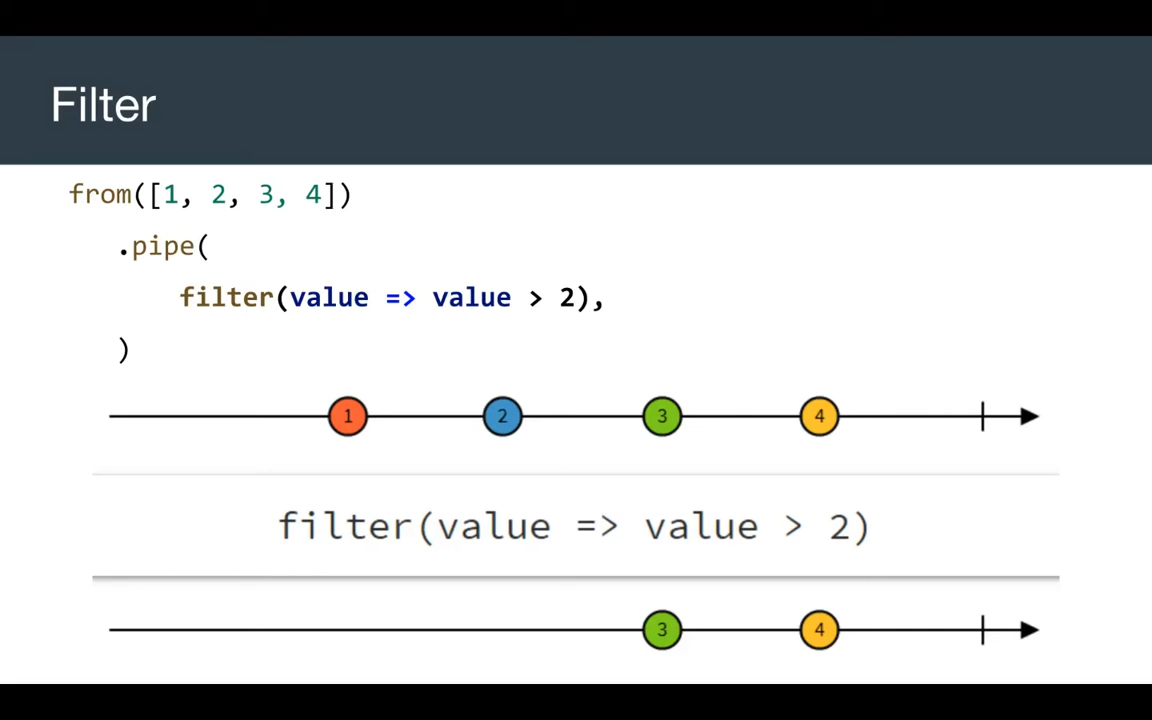 Filter
from([1, 2, 3, 4])
.pipe(
filter(value => value > 2),
)
1 2 3 4
filter(value => value > 2)
3 4